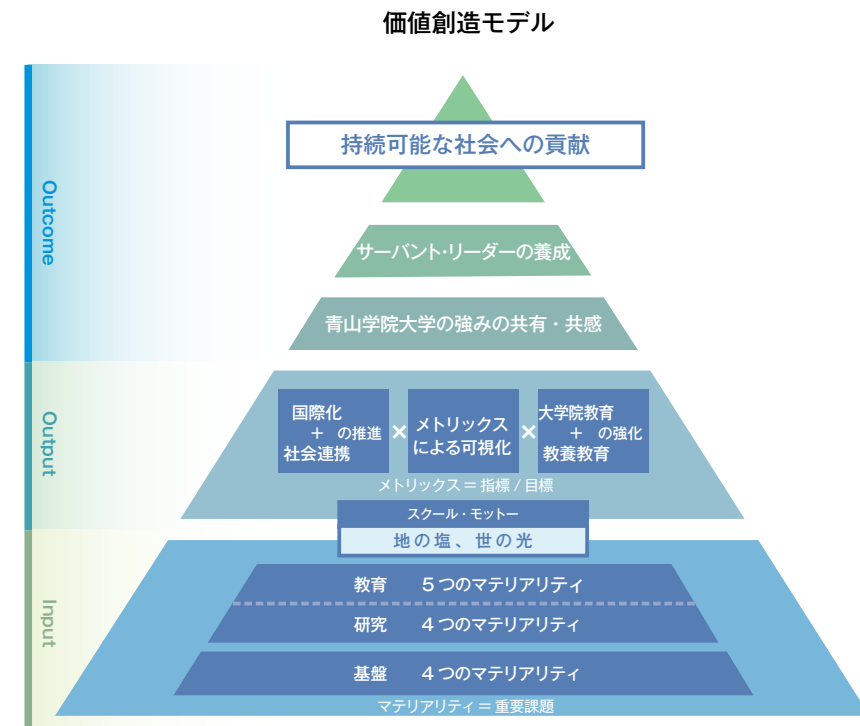 価値創造モデル
Outcome
持続可能な社会への貢献
サーバント・リーダーの養成
青山学院大学の強みの共有・共感
Output
国際化
+ の推進
社会連携
×
メトリックス
による可視化
×
大学院教育
+ の強化
教養教育
メトリックス＝指標 / 目標
スクール・モットー
地の塩、世の光
Input
教育 5つのマテリアリティ
研究 4つのマテリアリティ
基盤 4つのマテリアリティ
マテリアリティ＝重要課題